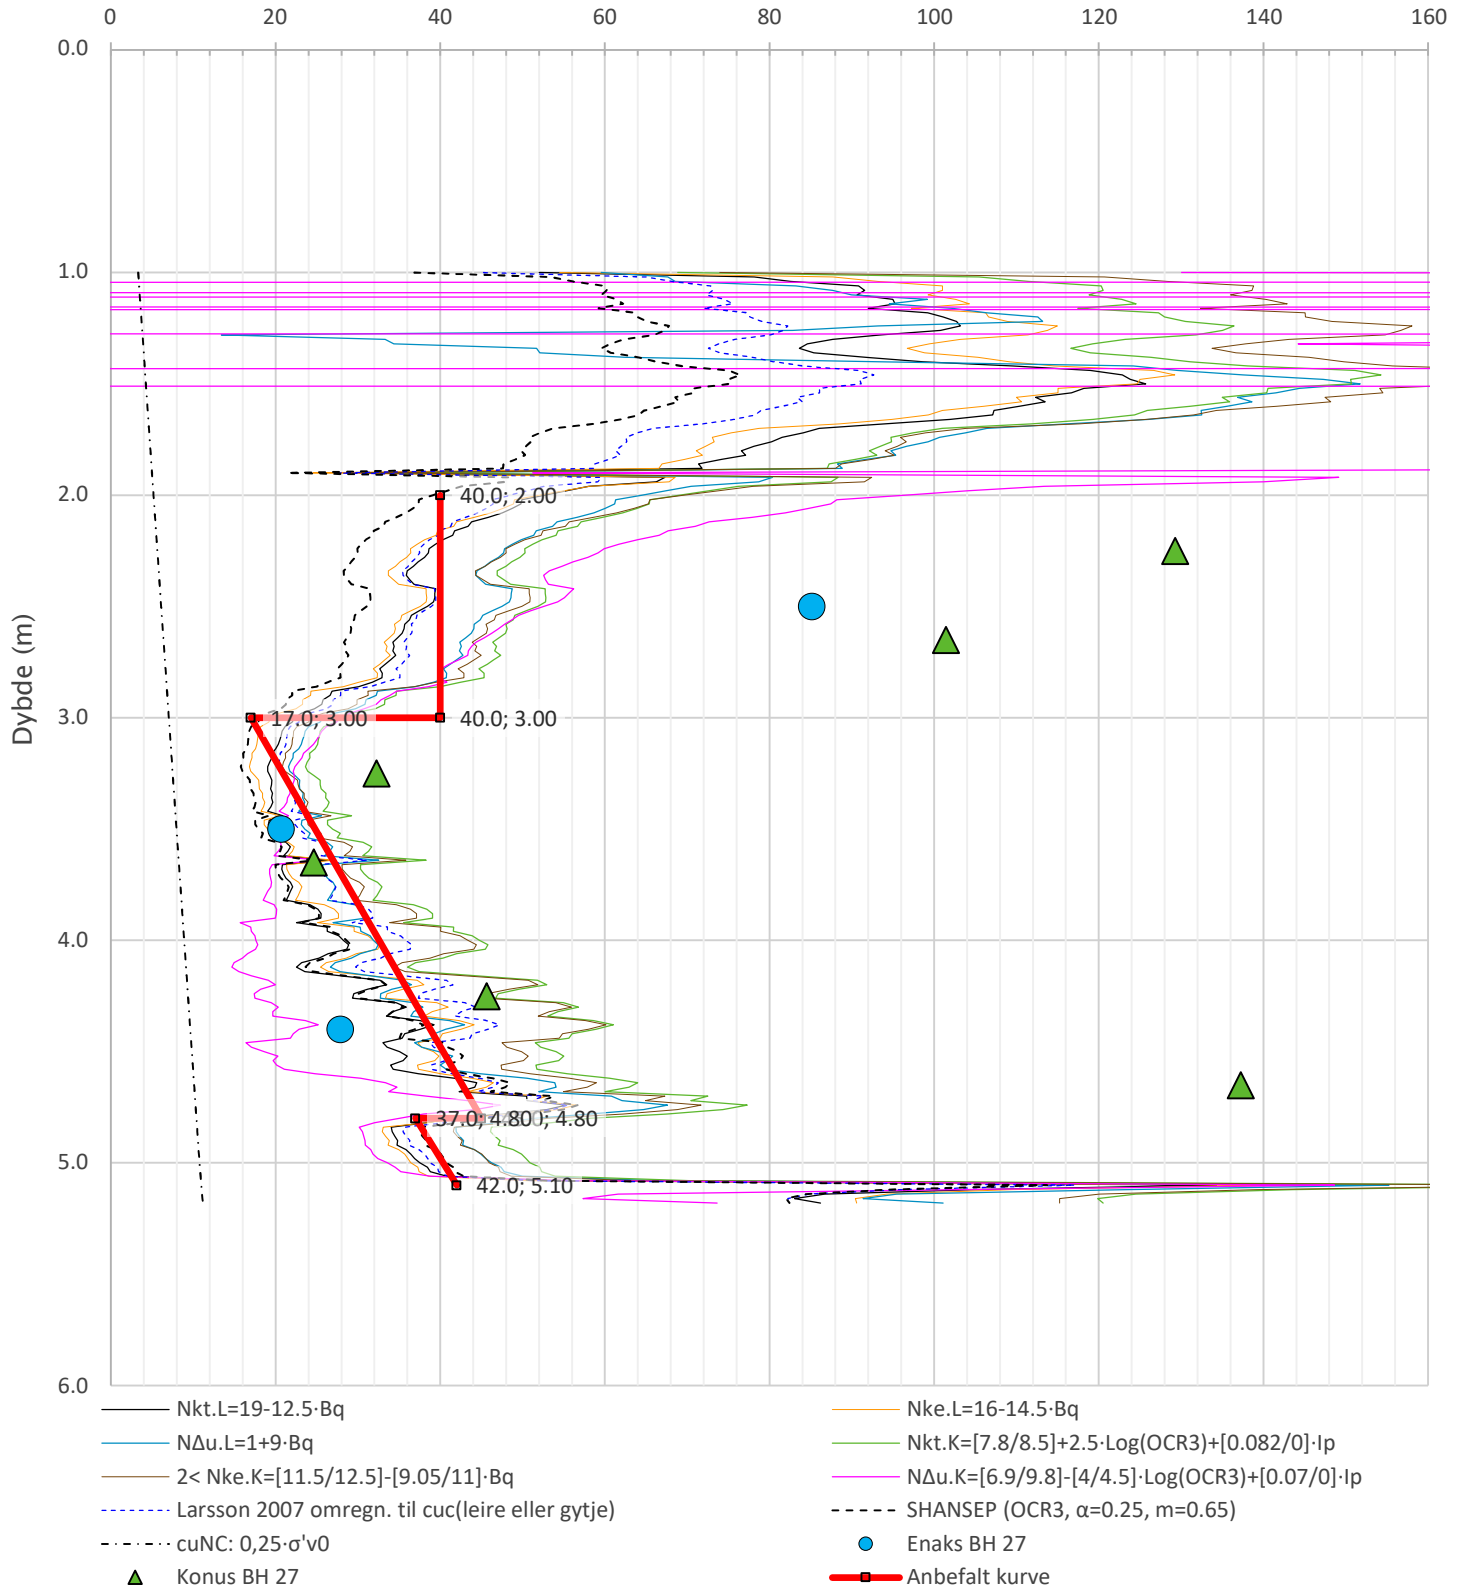 0 20 40 60 80 100 120 140 160
0.0
1.0
2.0
3.0
4.0
5.0
6.0
Dybde (m)
40.0; 2.00
17.0; 3.00
40.0; 3.00
37.0; 4.80
; 4.80
42.0; 5.10
Nkt.L=19-12.5·Bq
Nke.L=16-14.5·Bq
NΔu.L=1+9·Bq
Nkt.K=[7.8/8.5]+2.5·Log(OCR3)+[0.082/0]·Ip
2< Nke.K=[11.5/12.5]-[9.05/11]·Bq
NΔu.K=[6.9/9.8]-[4/4.5]·Log(OCR3)+[0.07/0]·Ip
Larsson 2007 omregn. til cuc(leire eller gytje)
SHANSEP (OCR3, α=0.25, m=0.65)
cuNC: 0,25·σ'v0
Enaks BH 27
Konus BH 27
Anbefalt kurve